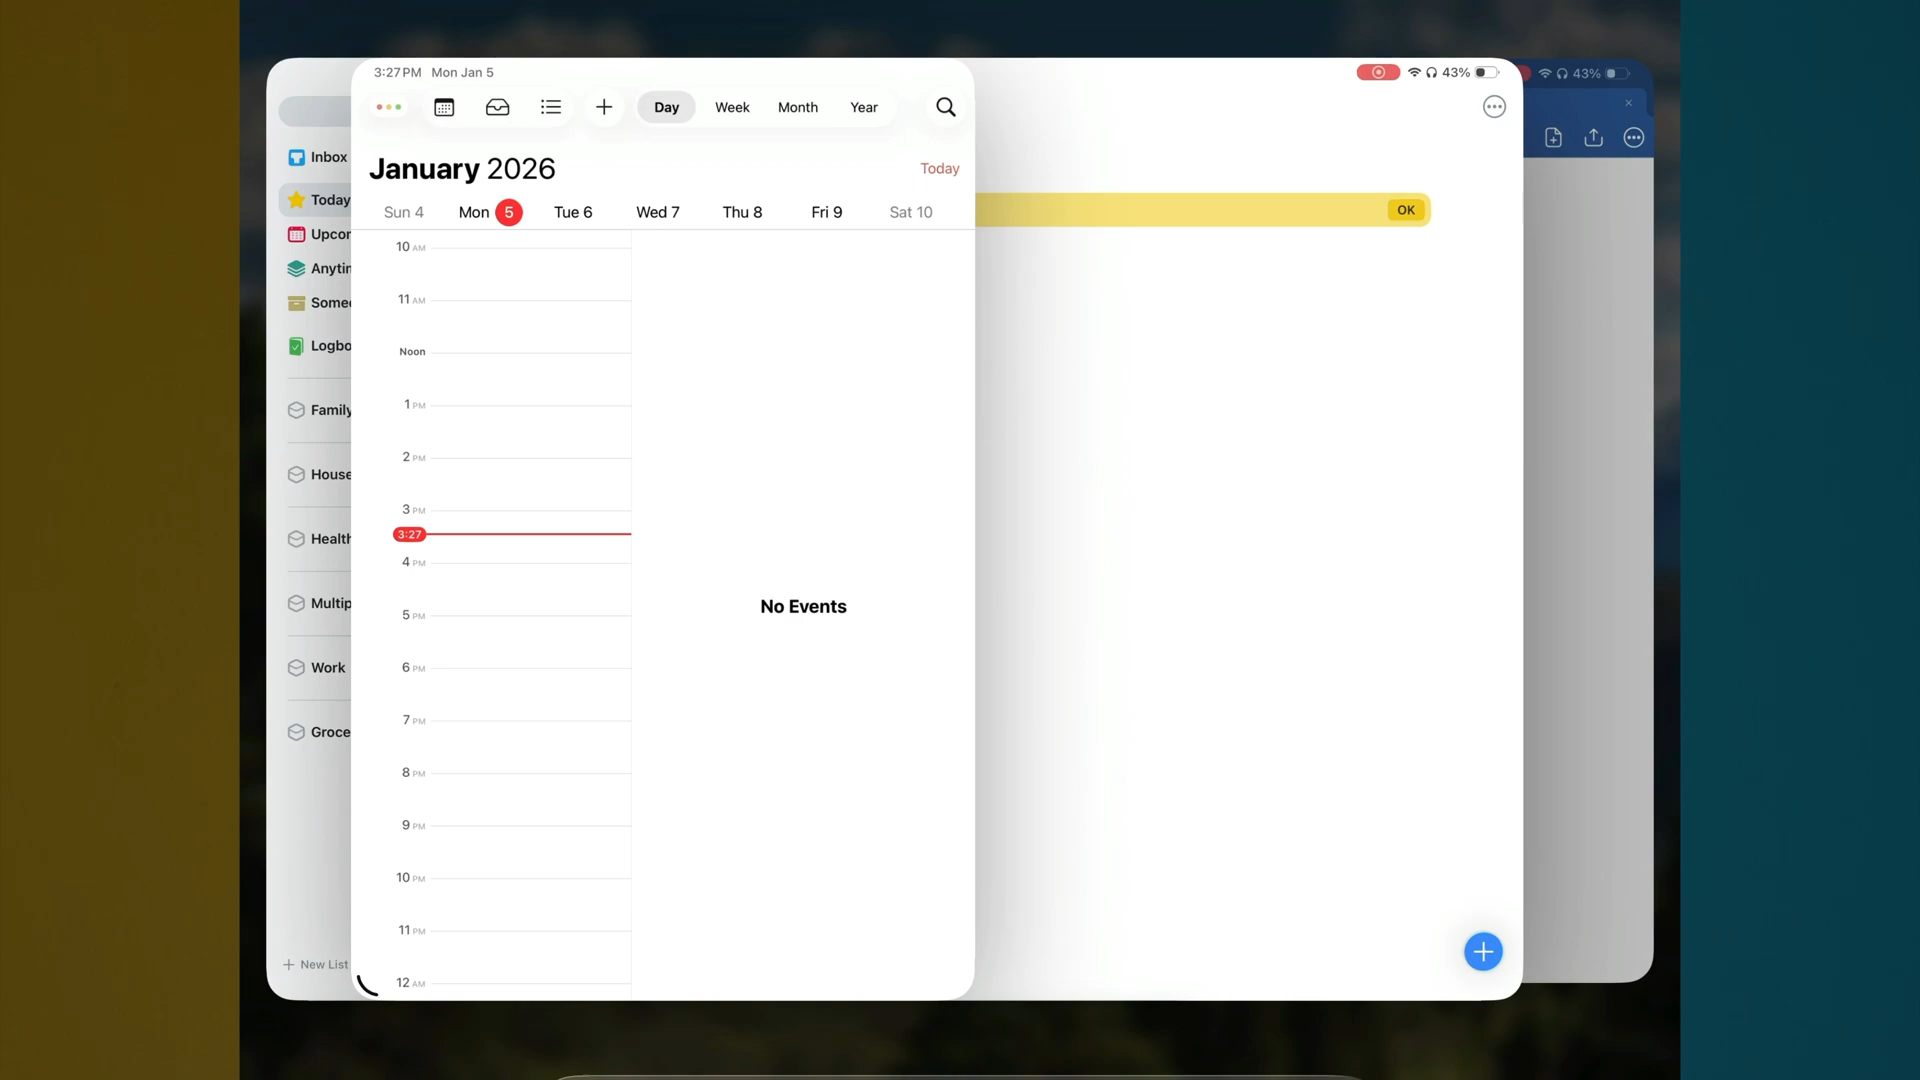 3:27 PM Mon Jan 5
43%
43%
Day Week Month Year
January 2026
Today
Sun 4 Mon 5 Tue 6 Wed 7 Thu 8 Fri 9 Sat 10
OK
10 AM
11 AM
Noon
1 PM
2 PM
3 PM
3:27
4 PM
5 PM
6 PM
7 PM
8 PM
9 PM
10 PM
11 PM
12 AM
No Events
Inbox
Today
Upcor
Anytin
Some
Logbo
Family
House
Health
Multip
Work
Groce
+ New List